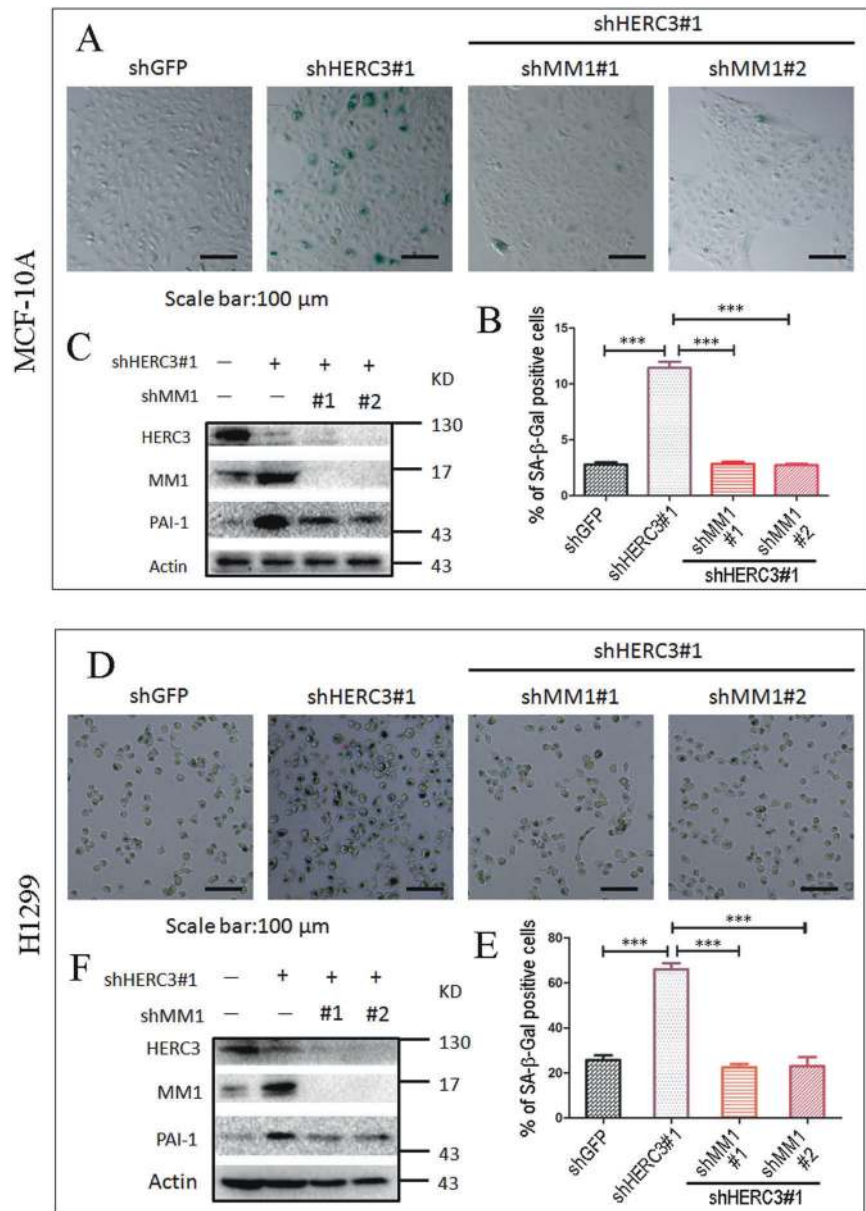 MCF-10A
A
shHERC3#1
shGFP shHERC3#1 shMM1#1 shMM1#2
Scale bar:100 μm
C
shHERC3#1 — + + +
shMM1 — — #1 #2
KD
HERC3 130
MM1 17
PAI-1 43
Actin 43
B
% of SA-β-Gal positive cells
15
10
5
0
*** *** ***
shGFP shHERC3#1 shMM1 #1 shMM1 #2
shHERC3#1
H1299
D
shHERC3#1
shGFP shHERC3#1 shMM1#1 shMM1#2
Scale bar:100 μm
F
shHERC3#1 — + + +
shMM1 — — #1 #2
KD
HERC3 130
MM1 17
PAI-1 43
Actin 43
E
% of SA-β-Gal positive cells
80
60
40
20
0
*** *** ***
shGFP shHERC3#1 shMM1 #1 shMM1 #2
shHERC3#1